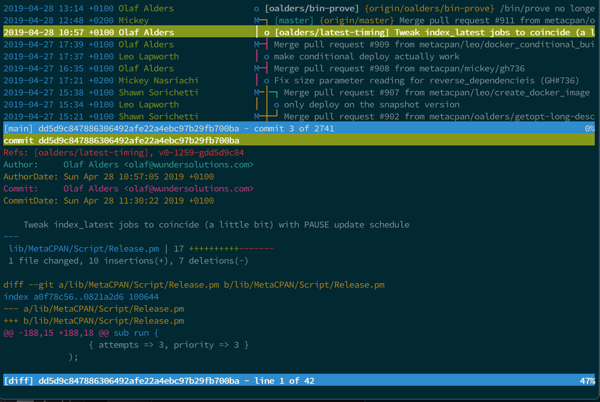 2019-04-28 13:14 +0100 Olaf Alders o [oalders/bin-prove] {origin/oalders/bin-prove} /bin/prove no longe
2019-04-28 12:48 +0200 Mickey M─┐ [master] {origin/master} Merge pull request #911 from metacpan/o
2019-04-28 10:57 +0100 Olaf Alders │ o [oalders/latest-timing] Tweak index_latest jobs to coincide (a l
2019-04-27 17:39 +0100 Olaf Alders M─┤ Merge pull request #909 from metacpan/leo/docker_conditional_bui
2019-04-27 17:37 +0100 Leo Lapworth │ o make conditional deploy actually work
2019-04-27 16:35 +0100 Olaf Alders M─┤ Merge pull request #908 from metacpan/mickey/gh736
2019-04-27 17:21 +0200 Mickey Nasriachi │ o Fix size parameter reading for reverse_dependencieis (GH#736)
2019-04-27 15:38 +0100 Shawn Sorichetti M─┼─┐ Merge pull request #907 from metacpan/leo/create_docker_image
2019-04-27 15:34 +0100 Leo Lapworth │ │ o only deploy on the snapshot version
2019-04-27 15:21 +0100 Shawn Sorichetti M─┼─┤ Merge pull request #902 from metacpan/oalders/getopt-long-desc
[main] dd5d9c847886306492afe22a4ebc97b29fb700ba - commit 3 of 2741 0%
commit dd5d9c847886306492afe22a4ebc97b29fb700ba
Refs: [oalders/latest-timing], v0-1259-gdd5d9c84
Author: Olaf Alders <olaf@wundersolutions.com>
AuthorDate: Sun Apr 28 10:57:05 2019 +0100
Commit: Olaf Alders <olaf@wundersolutions.com>
CommitDate: Sun Apr 28 11:30:22 2019 +0100
Tweak index_latest jobs to coincide (a little bit) with PAUSE update schedule
---
lib/MetaCPAN/Script/Release.pm | 17 ++++++++++-------
1 file changed, 10 insertions(+), 7 deletions(-)
diff --git a/lib/MetaCPAN/Script/Release.pm b/lib/MetaCPAN/Script/Release.pm
index a0f78c56..0821a2d6 100644
--- a/lib/MetaCPAN/Script/Release.pm
+++ b/lib/MetaCPAN/Script/Release.pm
@@ -188,15 +188,18 @@ sub run {
{ attempts => 3, priority => 3 }
);
[diff] dd5d9c847886306492afe22a4ebc97b29fb700ba - line 1 of 42 47%